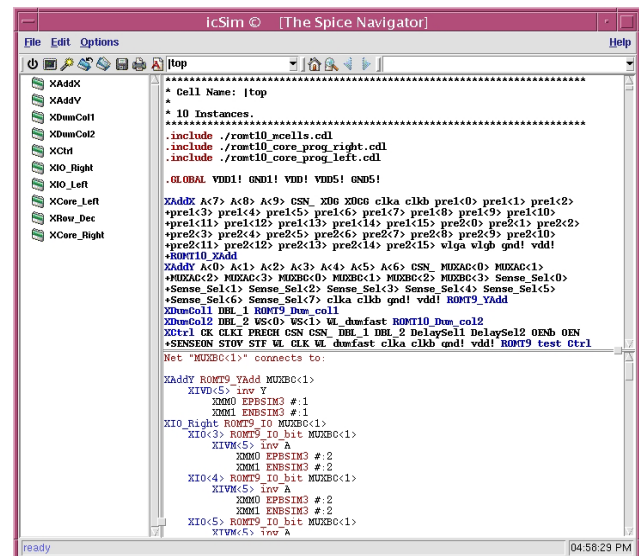 icSim © [The Spice Navigator]
File Edit Options Help
|top
XAddX
XAddY
XDumCol1
XDumCol2
XCtrl
XIO_Right
XIO_Left
XCore_Left
XRow_Dec
XCore_Right
***********************************************************************
* Cell Name: |top
*
* 10 Instances.
***********************************************************************
.include ./romt10_mcells.cdl
.include ./romt10_core_prog_right.cdl
.include ./romt10_core_prog_left.cdl
.GLOBAL VDD1! GND1! VDD! VDD5! GND5!
XAddX A<7> A<8> A<9> CSN_ XOG XOCG clka clkb pre1<0> pre1<1> pre1<2>
+pre1<3> pre1<4> pre1<5> pre1<6> pre1<7> pre1<8> pre1<9> pre1<10>
+pre1<11> pre1<12> pre1<13> pre1<14> pre1<15> pre2<0> pre2<1> pre2<2>
+pre2<3> pre2<4> pre2<5> pre2<6> pre2<7> pre2<8> pre2<9> pre2<10>
+pre2<11> pre2<12> pre2<13> pre2<14> pre2<15> wlga wlgb gnd! vdd!
+ROMT10_XAdd
XAddY A<0> A<1> A<2> A<3> A<4> A<5> A<6> CSN_ MUXAC<0> MUXAC<1>
+MUXAC<2> MUXAC<3> MUXBC<0> MUXBC<1> MUXBC<2> MUXBC<3> Sense_Sel<0>
+Sense_Sel<1> Sense_Sel<2> Sense_Sel<3> Sense_Sel<4> Sense_Sel<5>
+Sense_Sel<6> Sense_Sel<7> clka clkb gnd! vdd! ROMT9_YAdd
XDumCol1 DBL_1 ROMT9_Dum_col1
XDumCol2 DBL_2 WS<0> WS<1> WL_dumfast ROMT10_Dum_col2
XCtrl CK CLKI PRECH CSN CSN_ DBL_1 DBL_2 DelaySel1 DelaySel2 OENb OEN
+SENSEON STOV STF WL CLK WL dumfast clka clkb gnd! vdd! ROMT9 test Ctrl
Net "MUXBC<1>" connects to:
XAddY ROMT9_YAdd MUXBC<1>
XIVD<5> inv Y
XMM0 EPBSIM3 #:1
XMM1 ENBSIM3 #:1
XIO_Right ROMT9_IO MUXBC<1>
XIO<3> ROMT9_IO_bit MUXBC<1>
XIVM<5> inv A
XMM0 EPBSIM3 #:2
XMM1 ENBSIM3 #:2
XIO<4> ROMT9_IO_bit MUXBC<1>
XIVM<5> inv A
XMM0 EPBSIM3 #:2
XMM1 ENBSIM3 #:2
XIO<5> ROMT9_IO_bit MUXBC<1>
XIVM<5> inv A
ready 04:58:29 PM